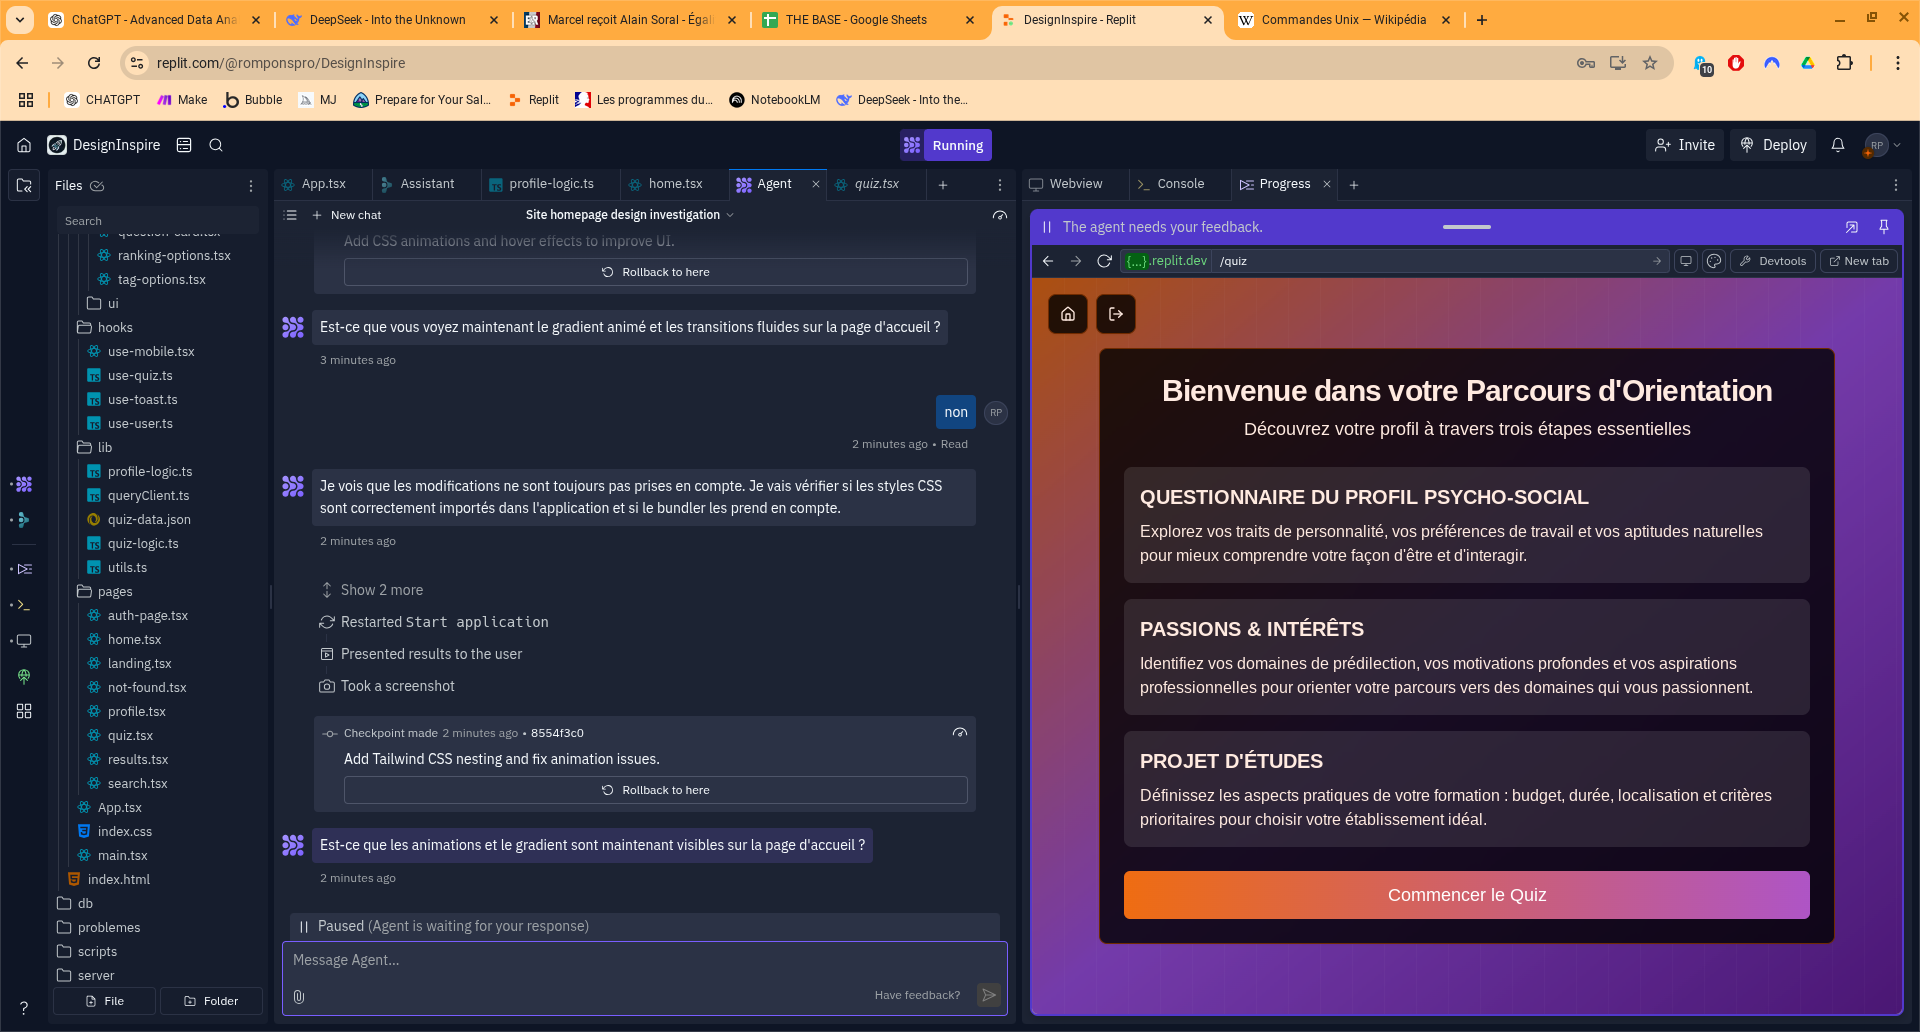 ChatGPT - Advanced Data Ana
DeepSeek - Into the Unknown
Marcel reçoit Alain Soral - Égal
THE BASE - Google Sheets
DesignInspire - Replit
Commandes Unix — Wikipédia
replit.com/@romponspro/DesignInspire
10
CHATGPT
Make
Bubble
MJ
Prepare for Your Sal...
Replit
Les programmes du...
NotebookLM
DeepSeek - Into the...
DesignInspire
Running
Invite
Deploy
RP
Files
Search
question-card.tsx
ranking-options.tsx
tag-options.tsx
ui
hooks
use-mobile.tsx
use-quiz.ts
use-toast.ts
use-user.ts
lib
profile-logic.ts
queryClient.ts
quiz-data.json
quiz-logic.ts
utils.ts
pages
auth-page.tsx
home.tsx
landing.tsx
not-found.tsx
profile.tsx
quiz.tsx
results.tsx
search.tsx
App.tsx
index.css
main.tsx
index.html
db
problemes
scripts
server
File
Folder
App.tsx
Assistant
profile-logic.ts
home.tsx
Agent
quiz.tsx
New chat
Site homepage design investigation
Add CSS animations and hover effects to improve UI.
Rollback to here
Est-ce que vous voyez maintenant le gradient animé et les transitions fluides sur la page d'accueil ?
3 minutes ago
non
RP
2 minutes ago • Read
Je vois que les modifications ne sont toujours pas prises en compte. Je vais vérifier si les styles CSS
sont correctement importés dans l'application et si le bundler les prend en compte.
2 minutes ago
Show 2 more
Restarted Start application
Presented results to the user
Took a screenshot
Checkpoint made 2 minutes ago • 8554f3c0
Add Tailwind CSS nesting and fix animation issues.
Rollback to here
Est-ce que les animations et le gradient sont maintenant visibles sur la page d'accueil ?
2 minutes ago
Paused (Agent is waiting for your response)
Message Agent...
Have feedback?
Webview
Console
Progress
The agent needs your feedback.
{...}.replit.dev
/quiz
Devtools
New tab
Bienvenue dans votre Parcours d'Orientation
Découvrez votre profil à travers trois étapes essentielles
QUESTIONNAIRE DU PROFIL PSYCHO-SOCIAL
Explorez vos traits de personnalité, vos préférences de travail et vos aptitudes naturelles
pour mieux comprendre votre façon d'être et d'interagir.
PASSIONS & INTÉRÊTS
Identifiez vos domaines de prédilection, vos motivations profondes et vos aspirations
professionnelles pour orienter votre parcours vers des domaines qui vous passionnent.
PROJET D'ÉTUDES
Définissez les aspects pratiques de votre formation : budget, durée, localisation et critères
prioritaires pour choisir votre établissement idéal.
Commencer le Quiz